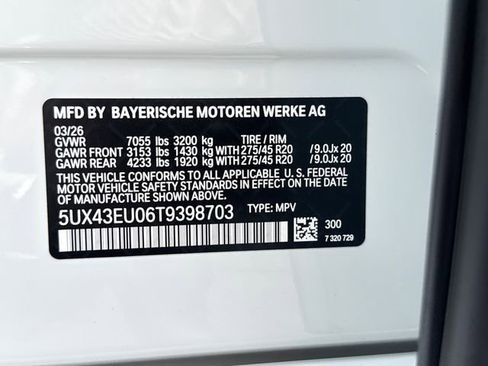 MFD BY BAYERISCHE MOTOREN WERKE AG
03/26
GVWR 7055 lbs 3200 kg TIRE / RIM
GAWR FRONT 3153 lbs 1430 kg WITH 275/45 R20 /9.0Jx 20
GAWR REAR 4233 lbs 1920 kg WITH 275/45 R20 /9.0Jx 20
THIS VEHICLE CONFORMS TO ALL APPLICABLE U. S. FEDERAL
MOTOR VEHICLE SAFETY STANDARDS IN EFFECT ON THE DATE
OF MANUFACTURE SHOWN ABOVE.
5UX43EU06T9398703 TYPE: MPV
300
7 320 729